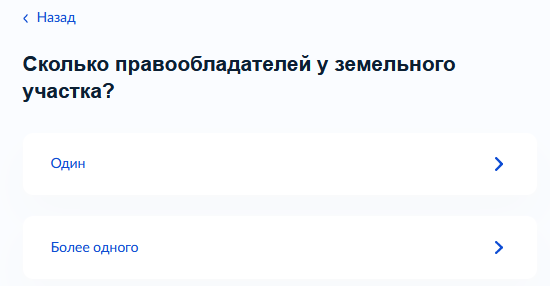 Назад
Сколько правообладателей у земельного
участка?
Один
Более одного